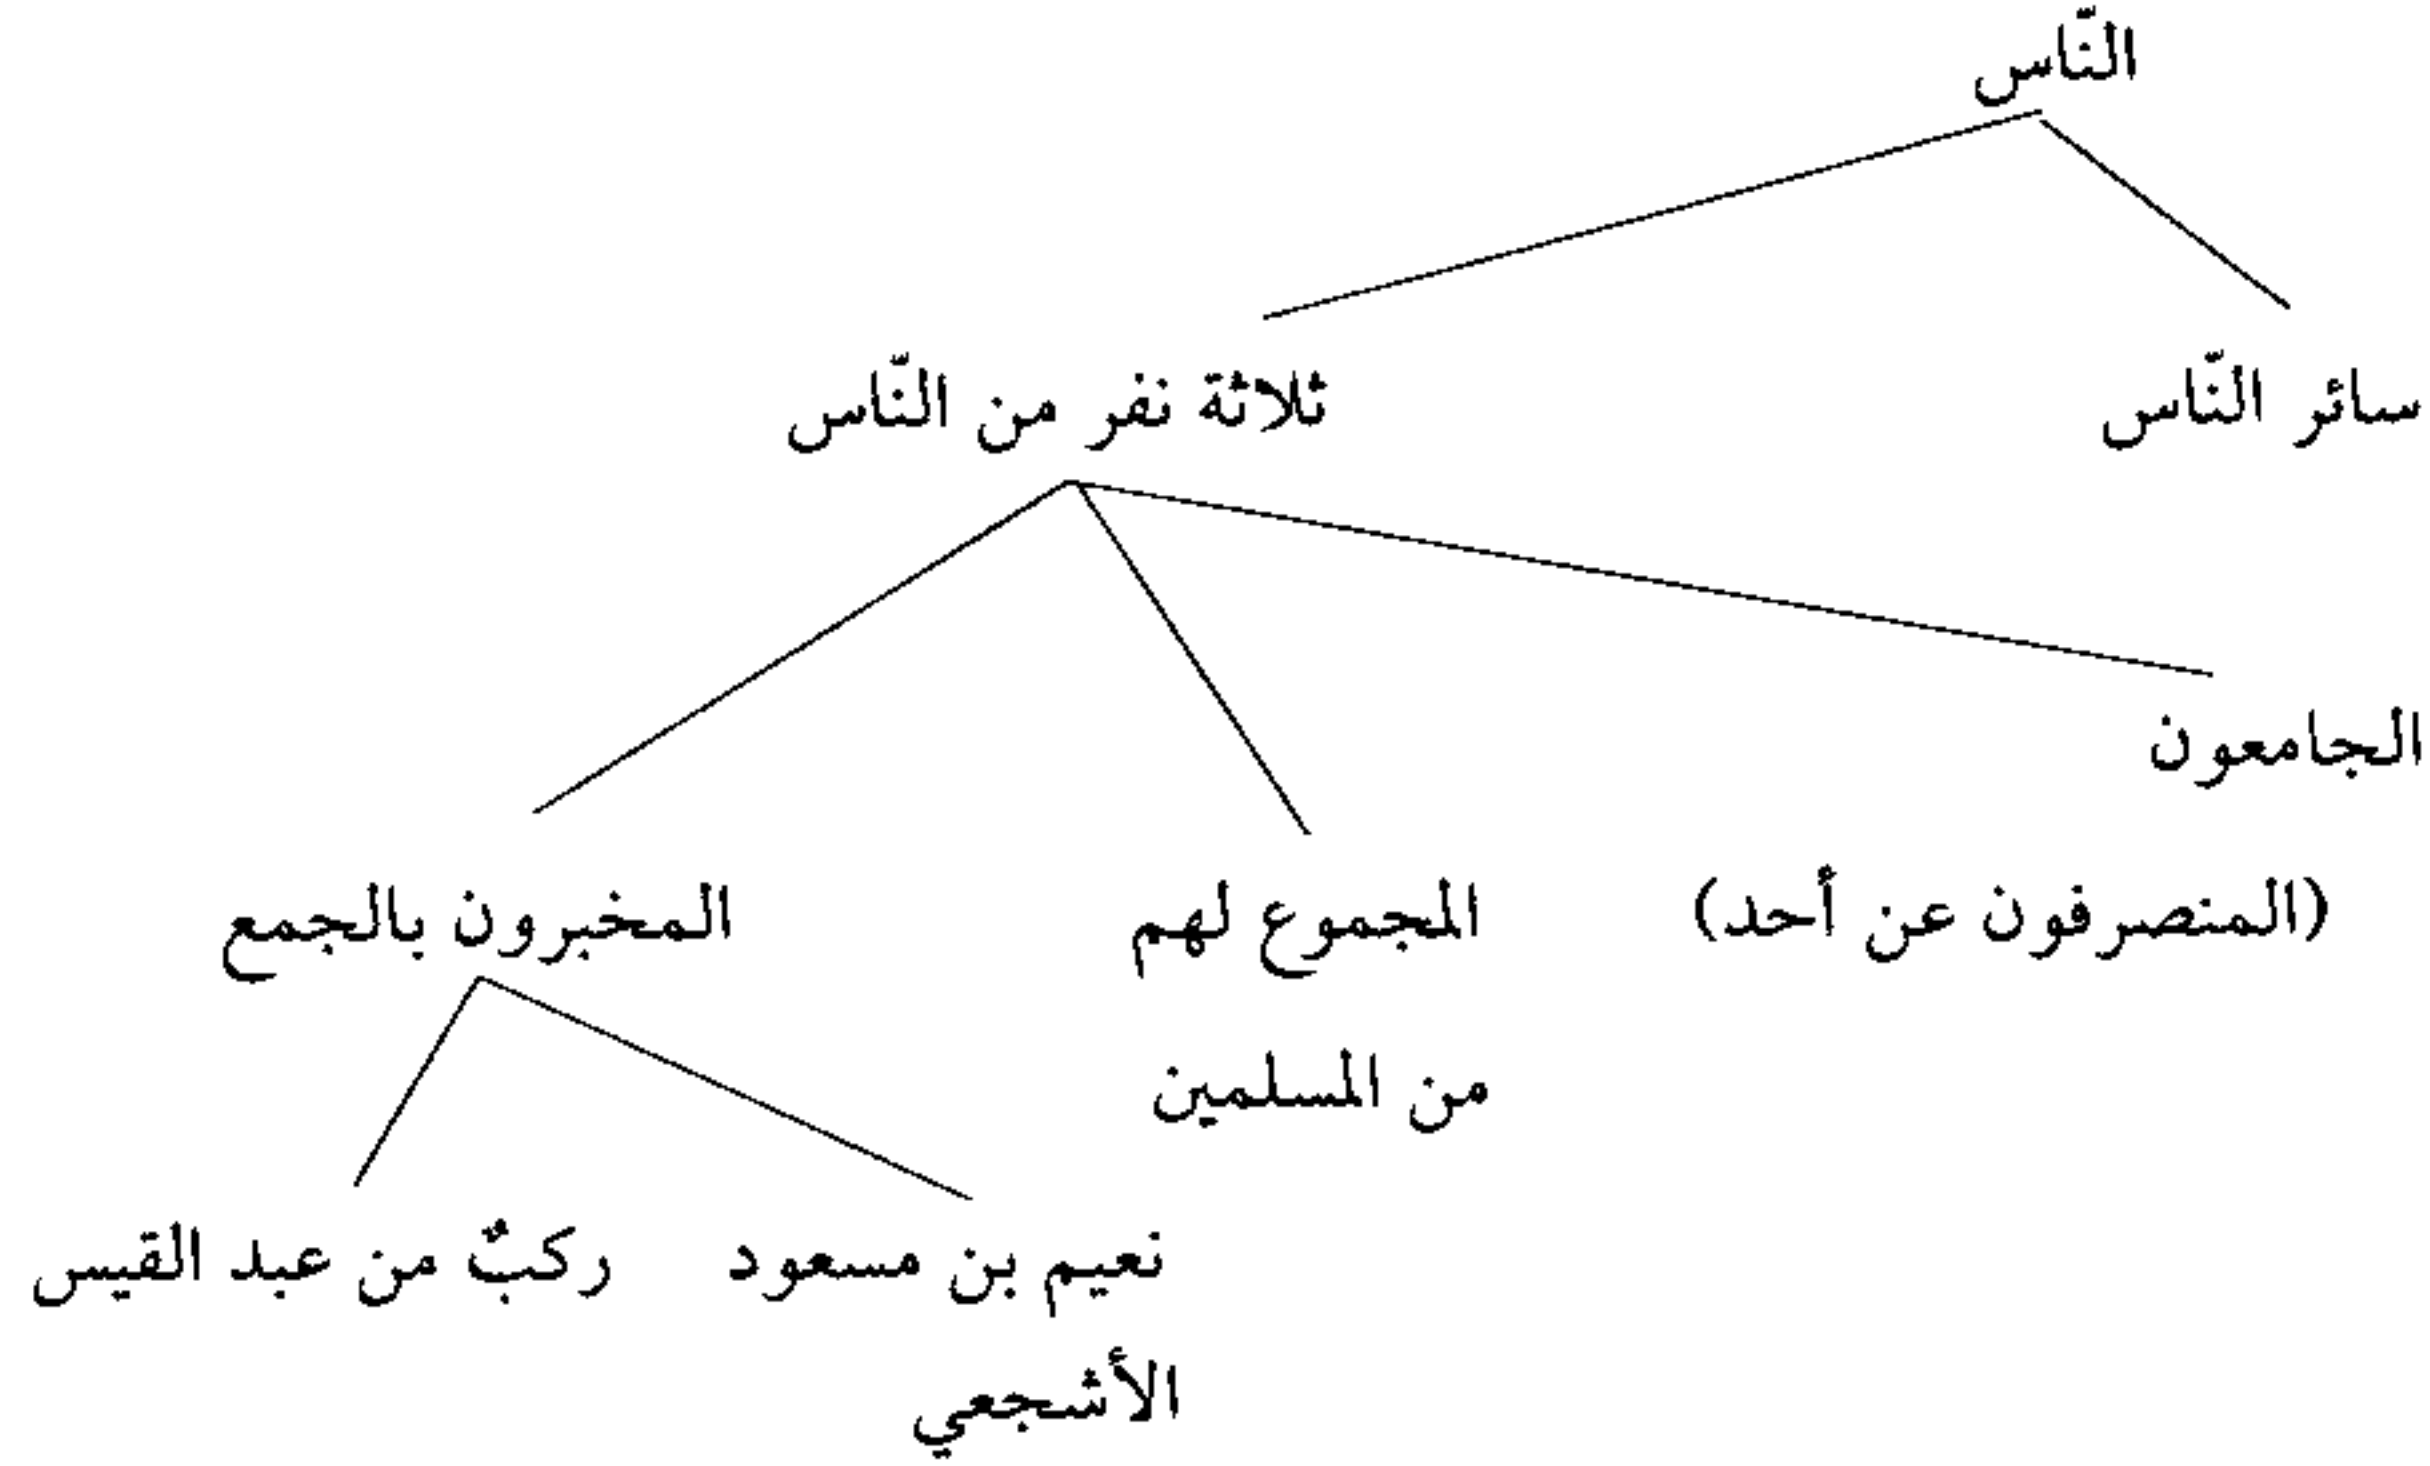 النّاس
سائر النّاس
ثلاثة نفر من النّاس
الجامعون
(المنصرفون عن أحد)
المجموع لهم
المخبرون بالجمع
من المسلمين
نعيم بن مسعود
ركبٌ من عبد القيس
الأشجعي